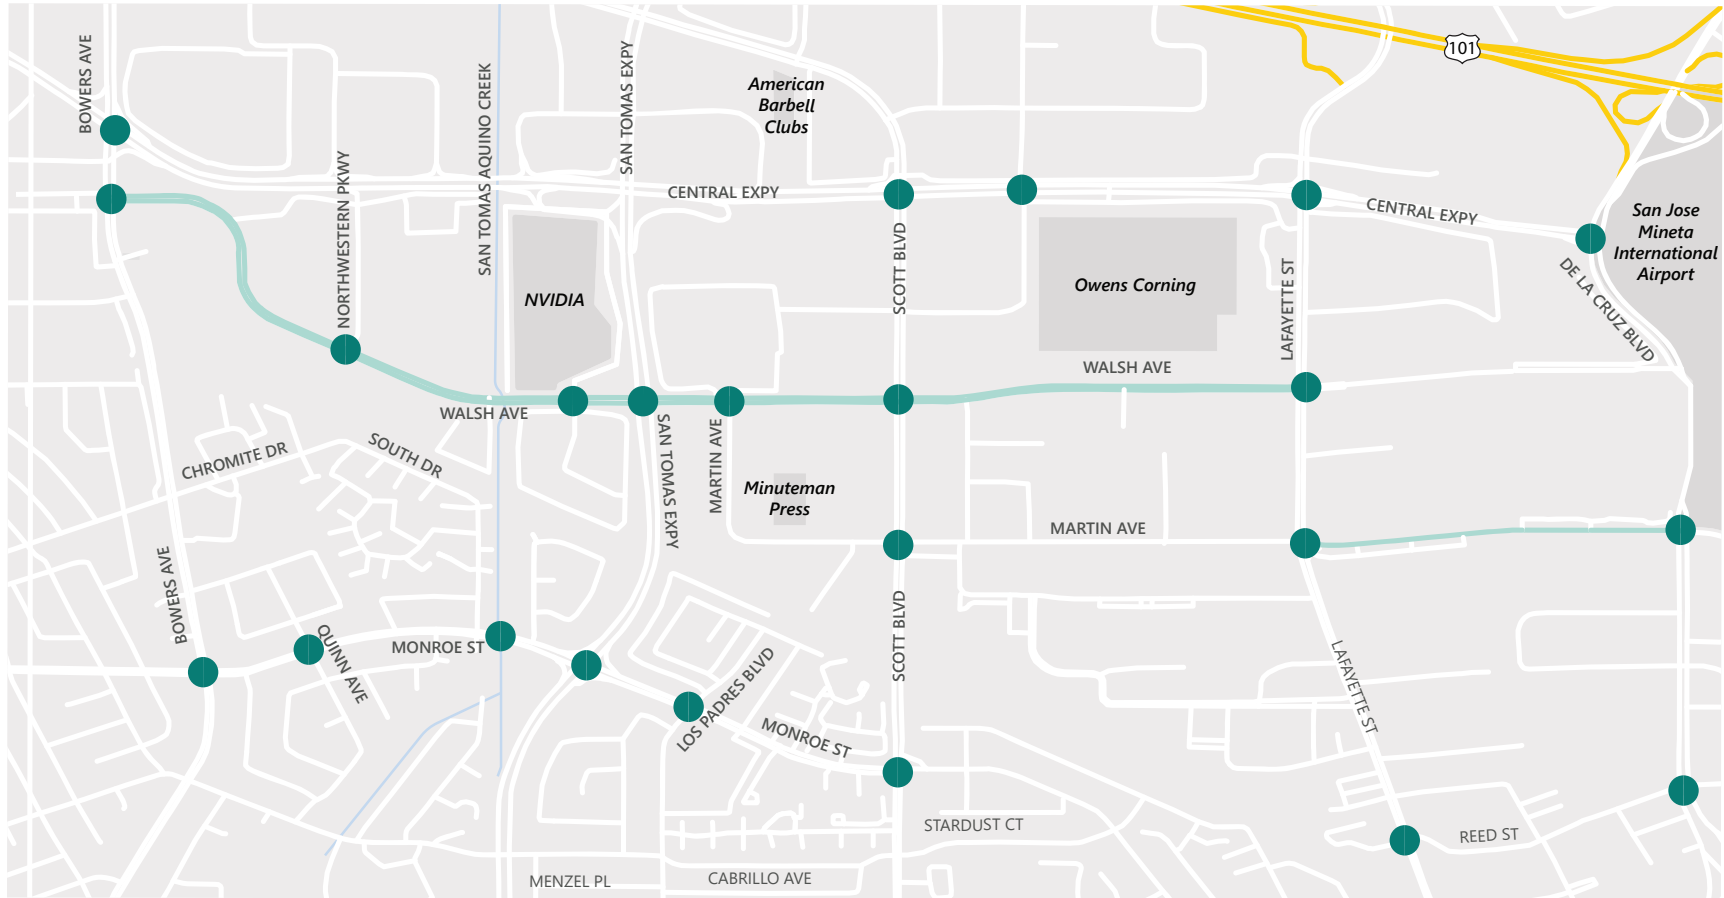 BOWERS AVE
SAN TOMAS AQUINO CREEK
SAN TOMAS EXPY
American
Barbell
Clubs
101
NORTHWESTERN PKWY
CENTRAL EXPY
CENTRAL EXPY
San Jose
Mineta
International
Airport
SCOTT BLVD
LAFAYETTE ST
DE LA CRUZ BLVD
NVIDIA
Owens Corning
WALSH AVE
WALSH AVE
CHROMITE DR
SOUTH DR
SAN TOMAS EXPY
MARTIN AVE
Minuteman
Press
MARTIN AVE
BOWERS AVE
QUINN AVE
MONROE ST
LOS PADRES BLVD
SCOTT BLVD
LAFAYETTE ST
MONROE ST
STARDUST CT
REED ST
MENZEL PL
CABRILLO AVE